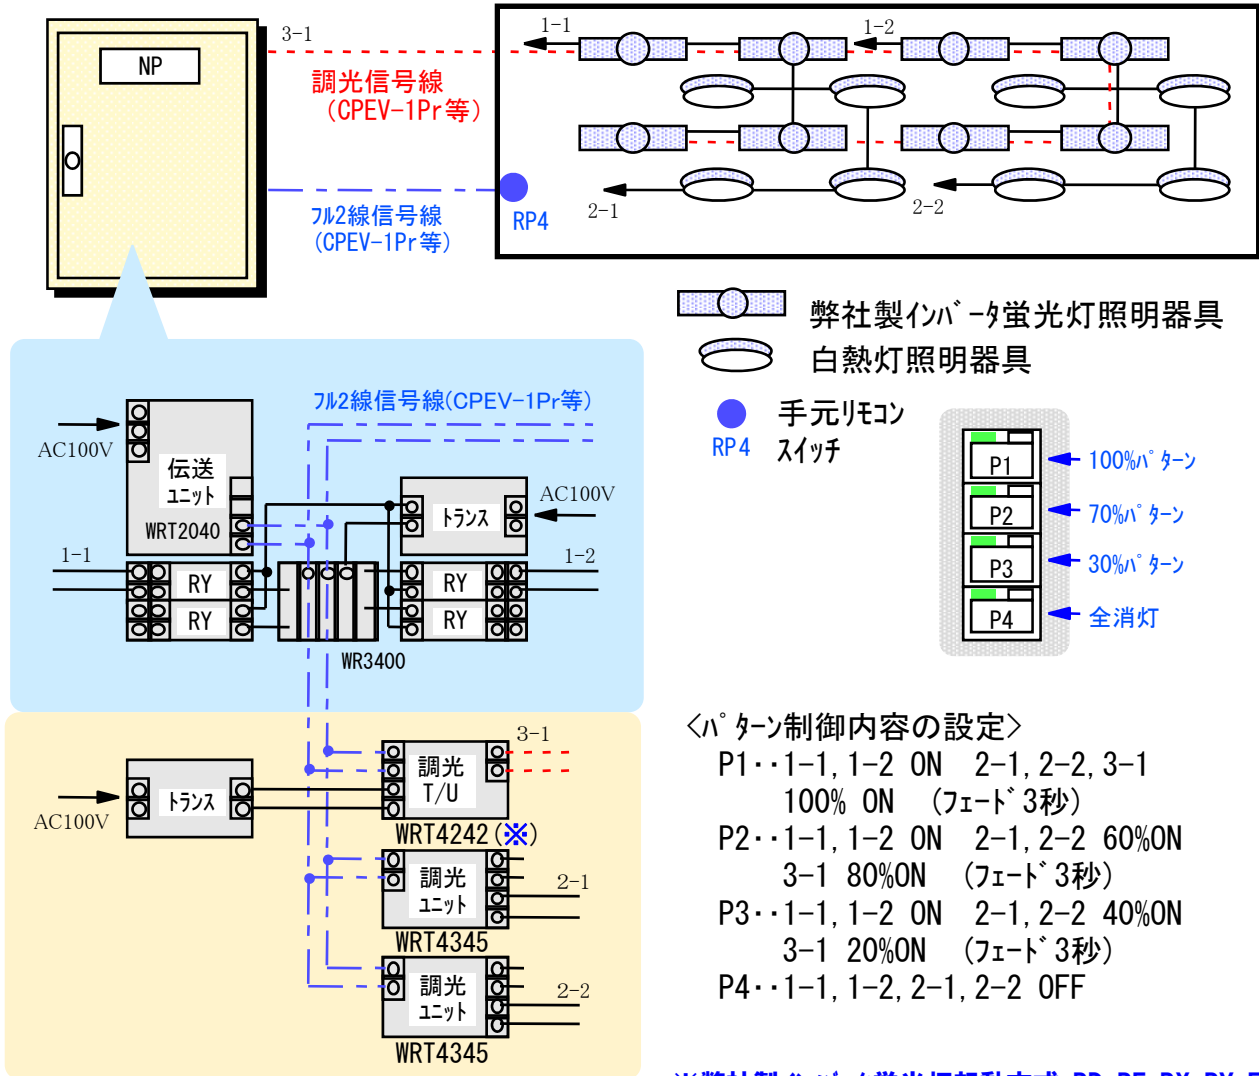 NP
3-1
調光信号線
(CPEV-1Pr等)
フル2線信号線
(CPEV-1Pr等)
RP4
1-1
1-2
2-1
2-2
弊社製インバータ蛍光灯照明器具
白熱灯照明器具
RP4
手元リモコン
スイッチ
P1
100%パターン
P2
70%パターン
P3
30%パターン
P4
全消灯
フル2線信号線(CPEV-1Pr等)
AC100V
伝送
ユニット
WRT2040
トランス
AC100V
1-1
RY
RY
WR3400
RY
RY
1-2
AC100V
トランス
調光
T/U
3-1
WRT4242(※)
調光
ユニット
2-1
WRT4345
調光
ユニット
2-2
WRT4345
<パターン制御内容の設定>
P1‥1-1,1-2 ON 2-1,2-2,3-1
100% ON (フェード3秒)
P2‥1-1,1-2 ON 2-1,2-2 60%ON
3-1 80%ON (フェード3秒)
P3‥1-1,1-2 ON 2-1,2-2 40%ON
3-1 20%ON (フェード3秒)
P4‥1-1,1-2,2-1,2-2 OFF